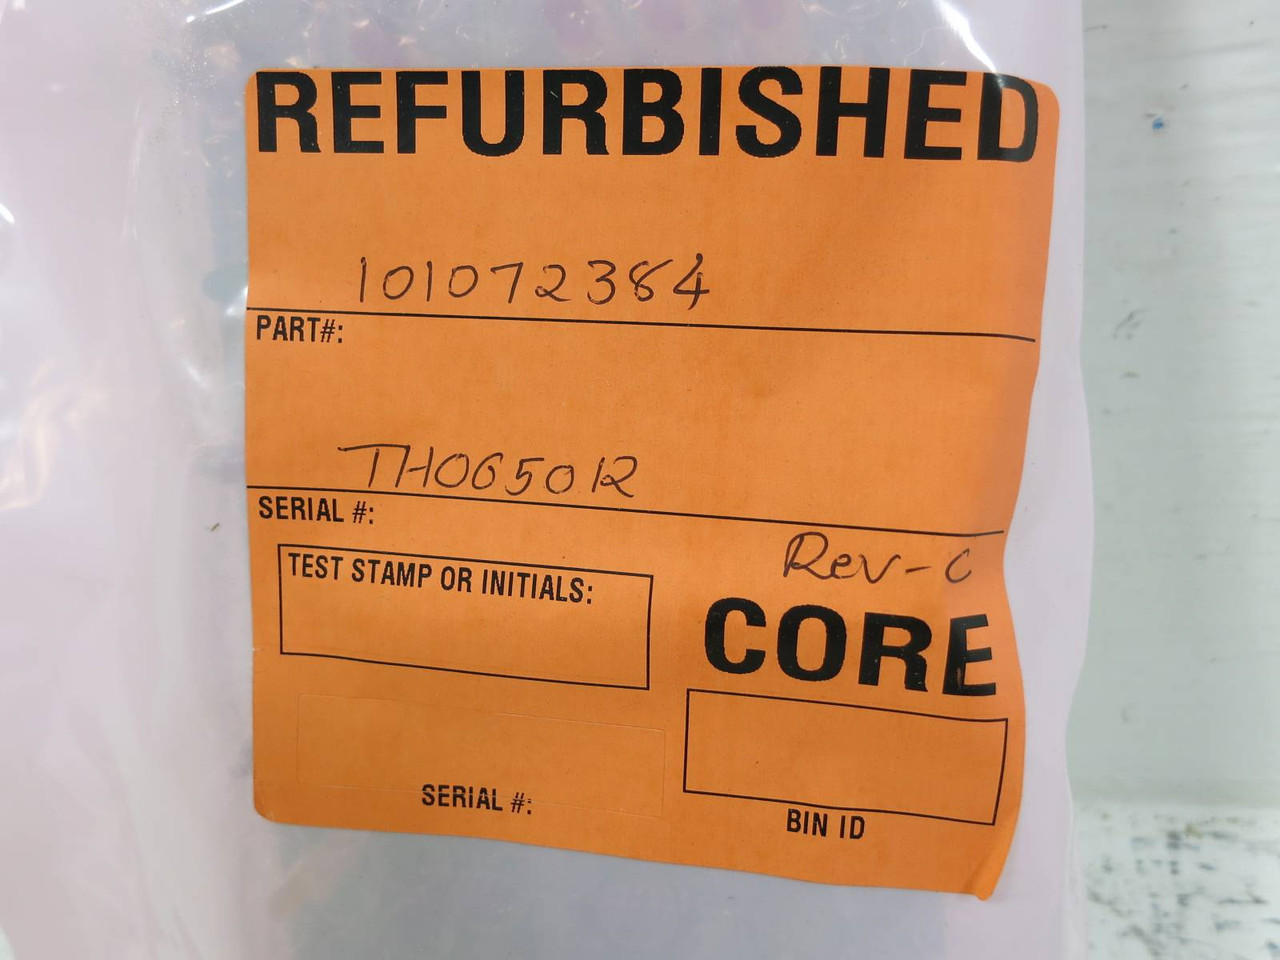 REFURBISHED
101072384
PART#:
TH0650R
SERIAL #:
Rev-C
TEST STAMP OR INITIALS:
CORE
SERIAL #:
BIN ID